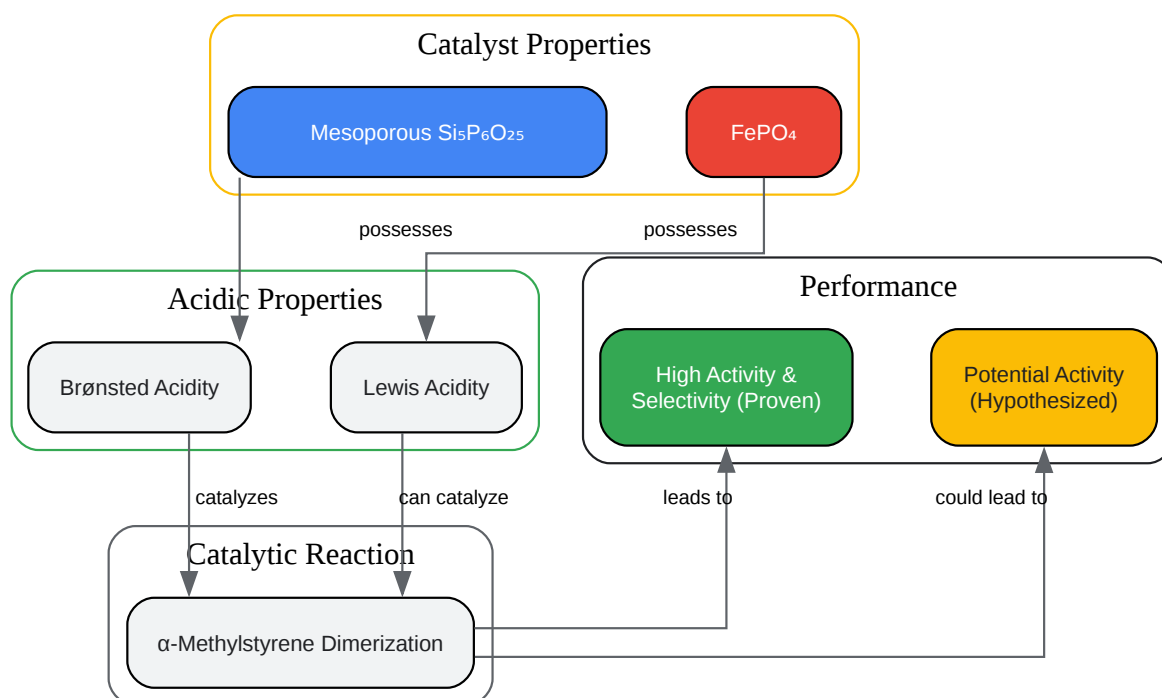 Catalyst Properties
Mesoporous Si₅P₆O₂₅
FePO₄
possesses
possesses
Acidic Properties
Performance
Brønsted Acidity
Lewis Acidity
High Activity &
Selectivity (Proven)
Potential Activity
(Hypothesized)
catalyzes
can catalyze
leads to
could lead to
Catalytic Reaction
α-Methylstyrene Dimerization